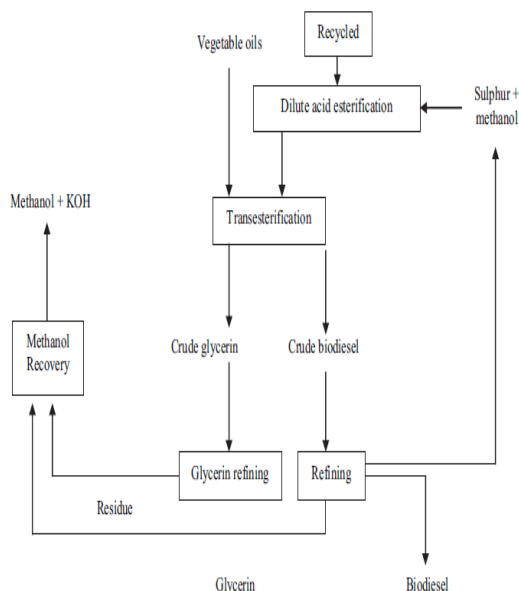 Recycled
Vegetable oils
Dilute acid esterification
Sulphur +
methanol
Methanol + KOH
Transesterification
Methanol
Recovery
Crude glycerin
Crude biodiesel
Glycerin refining
Refining
Residue
Glycerin
Biodiesel